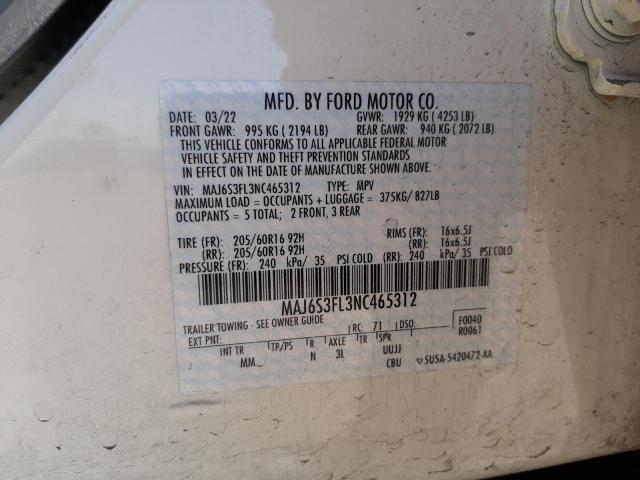 MFD. BY FORD MOTOR CO.
DATE: 03/22 GVWR: 1929 KG ( 4253 LB)
FRONT GAWR: 995 KG ( 2194 LB) REAR GAWR: 940 KG ( 2072 LB)
THIS VEHICLE CONFORMS TO ALL APPLICABLE FEDERAL MOTOR
VEHICLE SAFETY AND THEFT PREVENTION STANDARDS
IN EFFECT ON THE DATE OF MANUFACTURE SHOWN ABOVE
VIN: MAJ6S3FL3NC465312 TYPE: MPV
MAXIMUM LOAD = OCCUPANTS + LUGGAGE = 375KG/ 827LB
OCCUPANTS = 5 TOTAL; 2 FRONT, 3 REAR
TIRE (FR): 205/60R16 92H RIMS (FR): 16x6.5J
(RR): 205/60R16 92H (RR): 16x6.5J
PRESSURE (FR): 240 kPa/ 35 PSI COLD (RR): 240 kPa/ 35 PSI COLD
MAJ6S3FL3NC465312
TRAILER TOWING - SEE OWNER GUIDE
EXT PNT: RC: 71 DSO: F0040
R0061
INT TR TP/PS R AXLE TR SPR
MM N 3L UUJJ
CBU SU5A-5420472-AA